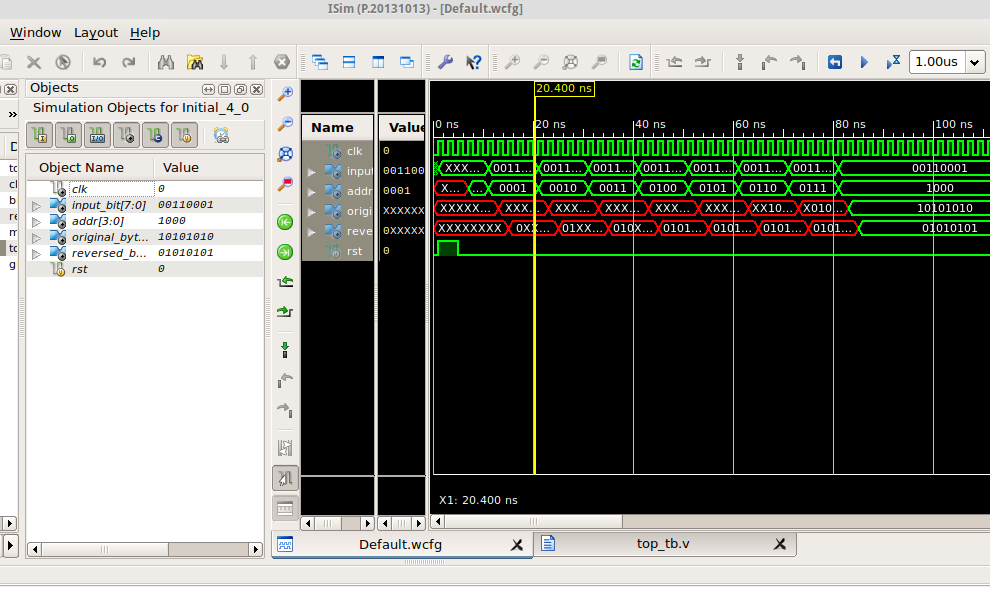 ISim (P.20131013) - [Default.wcfg]
Window Layout Help
1.00us
Objects
Simulation Objects for Initial_4_0
Object Name Value
clk 0
input_bit[7:0] 00110001
addr[3:0] 1000
original_byt... 10101010
reversed_b... 01010101
rst 0
»
»
D
Name Value
clk 0
input 001100
addr 0001
origi XXXXXX
reve 0XXXXX
rst 0
20.400 ns
0 ns 20 ns 40 ns 60 ns 80 ns 100 ns
XXX... 0011... 0011... 0011... 0011... 0011... 0011... 0011... 00110001
X... ... 0001 0010 0011 0100 0101 0110 0111 1000
XXXXX... XXX... XXX... XXX... XXX... XXX... XX10... X010... 10101010
XXXXXXXX 0XX... 01XX... 010X... 0101... 0101... 0101... 0101... 01010101
X1: 20.400 ns
Default.wcfg top_tb.v